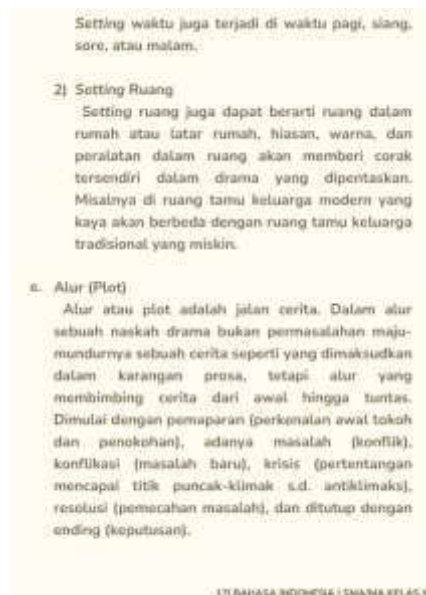 Setting waktu juga terjadi di waktu pagi, siang,
sore, atau malam.
2) Setting Ruang
Setting ruang juga dapat berarti ruang dalam
rumah atau latar rumah, hiasan, warna, dan
peralatan dalam ruang akan memberi corak
tersendiri dalam drama yang dipentaskan.
Misalnya di ruang tamu keluarga modern yang
kaya akan berbeda dengan ruang tamu keluarga
tradisional yang miskin.
c. Alur (Plot)
Alur atau plot adalah jalan cerita. Dalam alur
sebuah naskah drama bukan permasalahan maju-
mundurnya sebuah cerita seperti yang dimaksudkan
dalam karangan prosa, tetapi alur yang
membimbing cerita dari awal hingga tuntas.
Dimulai dengan pemaparan (perkenalan awal tokoh
dan penokohan), adanya masalah (konflik),
konflikasi (masalah baru), krisis (pertentangan
mencapai titik puncak-klimak s.d. antiklimaks),
resolusi (pemecahan masalah), dan ditutup dengan
ending (keputusan).
BAHASA INDONESIA | SMA/MA KELAS